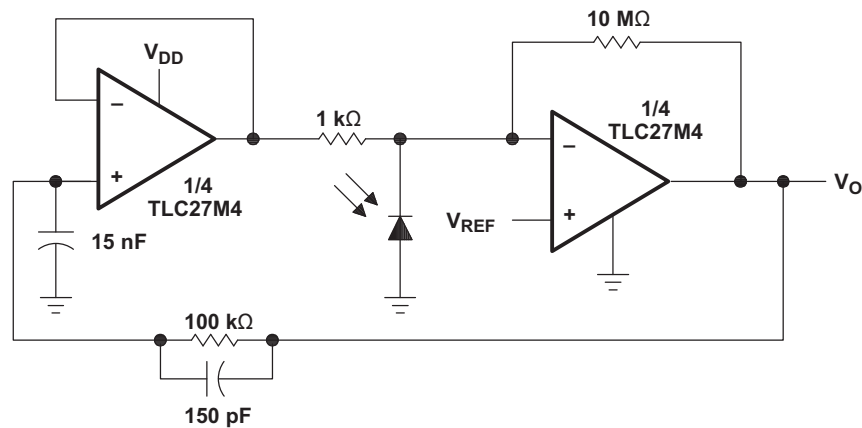 10 MΩ
V_DD
−
+
1/4
TLC27M4
1 kΩ
1/4
TLC27M4
−
+
V_REF
V_O
15 nF
100 kΩ
150 pF